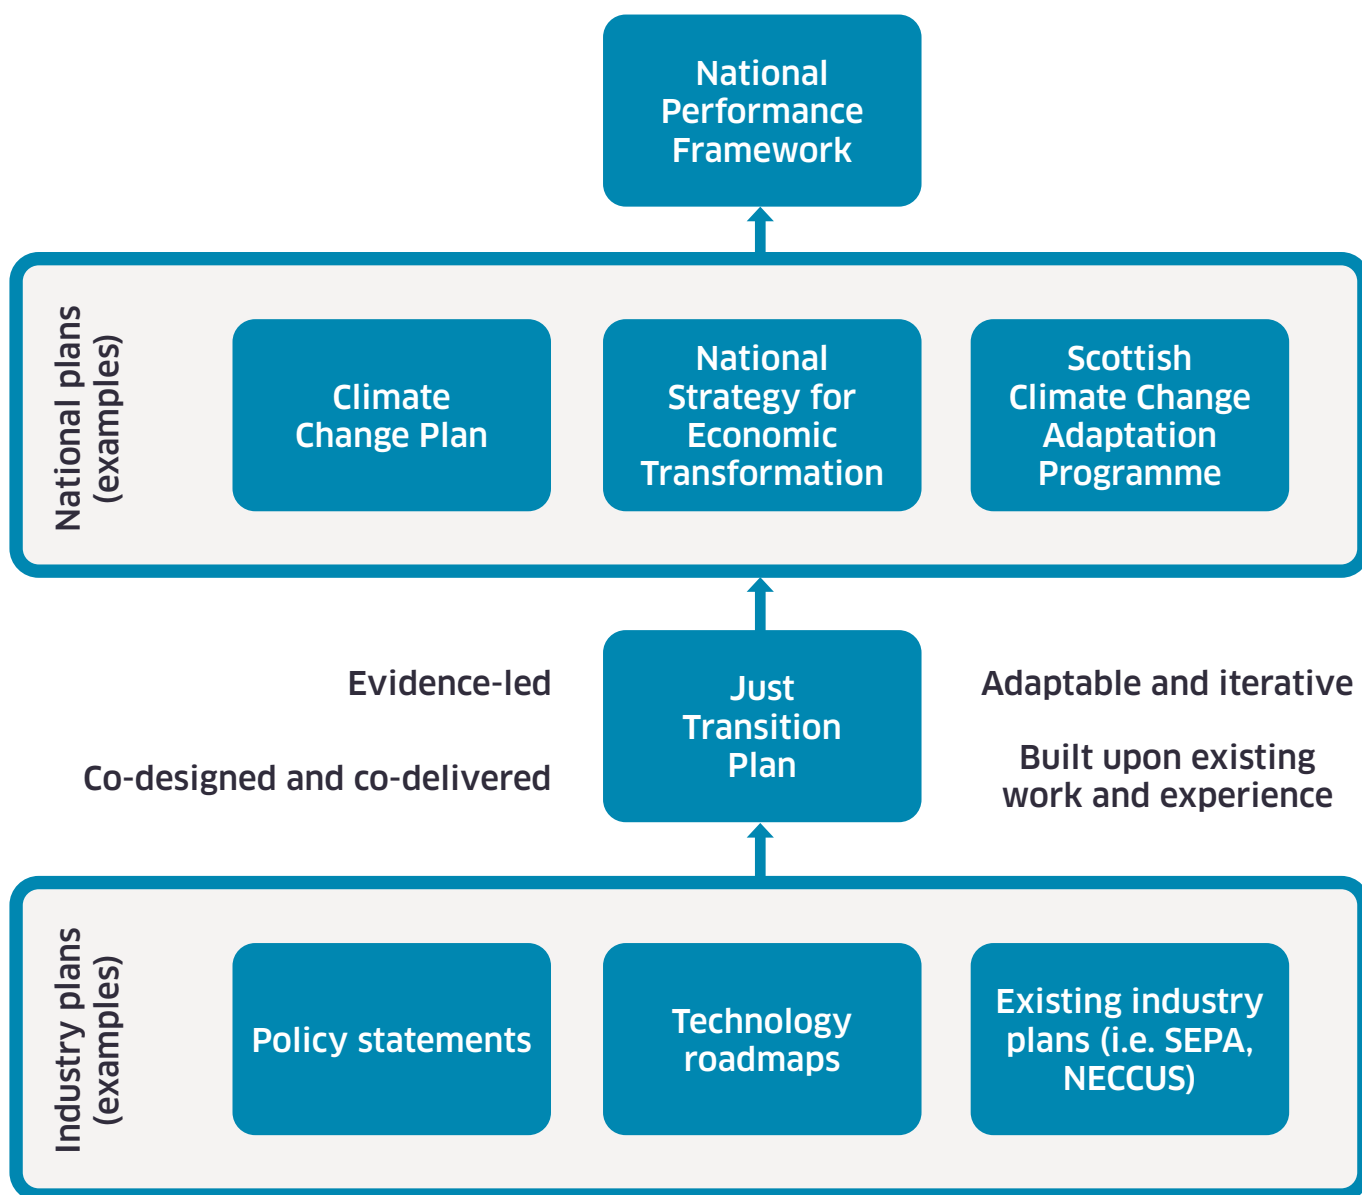 National
Performance
Framework
National plans
(examples)
Climate
Change Plan
National
Strategy for
Economic
Transformation
Scottish
Climate Change
Adaptation
Programme
Evidence-led
Co-designed and co-delivered
Just
Transition
Plan
Adaptable and iterative
Built upon existing
work and experience
Industry plans
(examples)
Policy statements
Technology
roadmaps
Existing industry
plans (i.e. SEPA,
NECCUS)